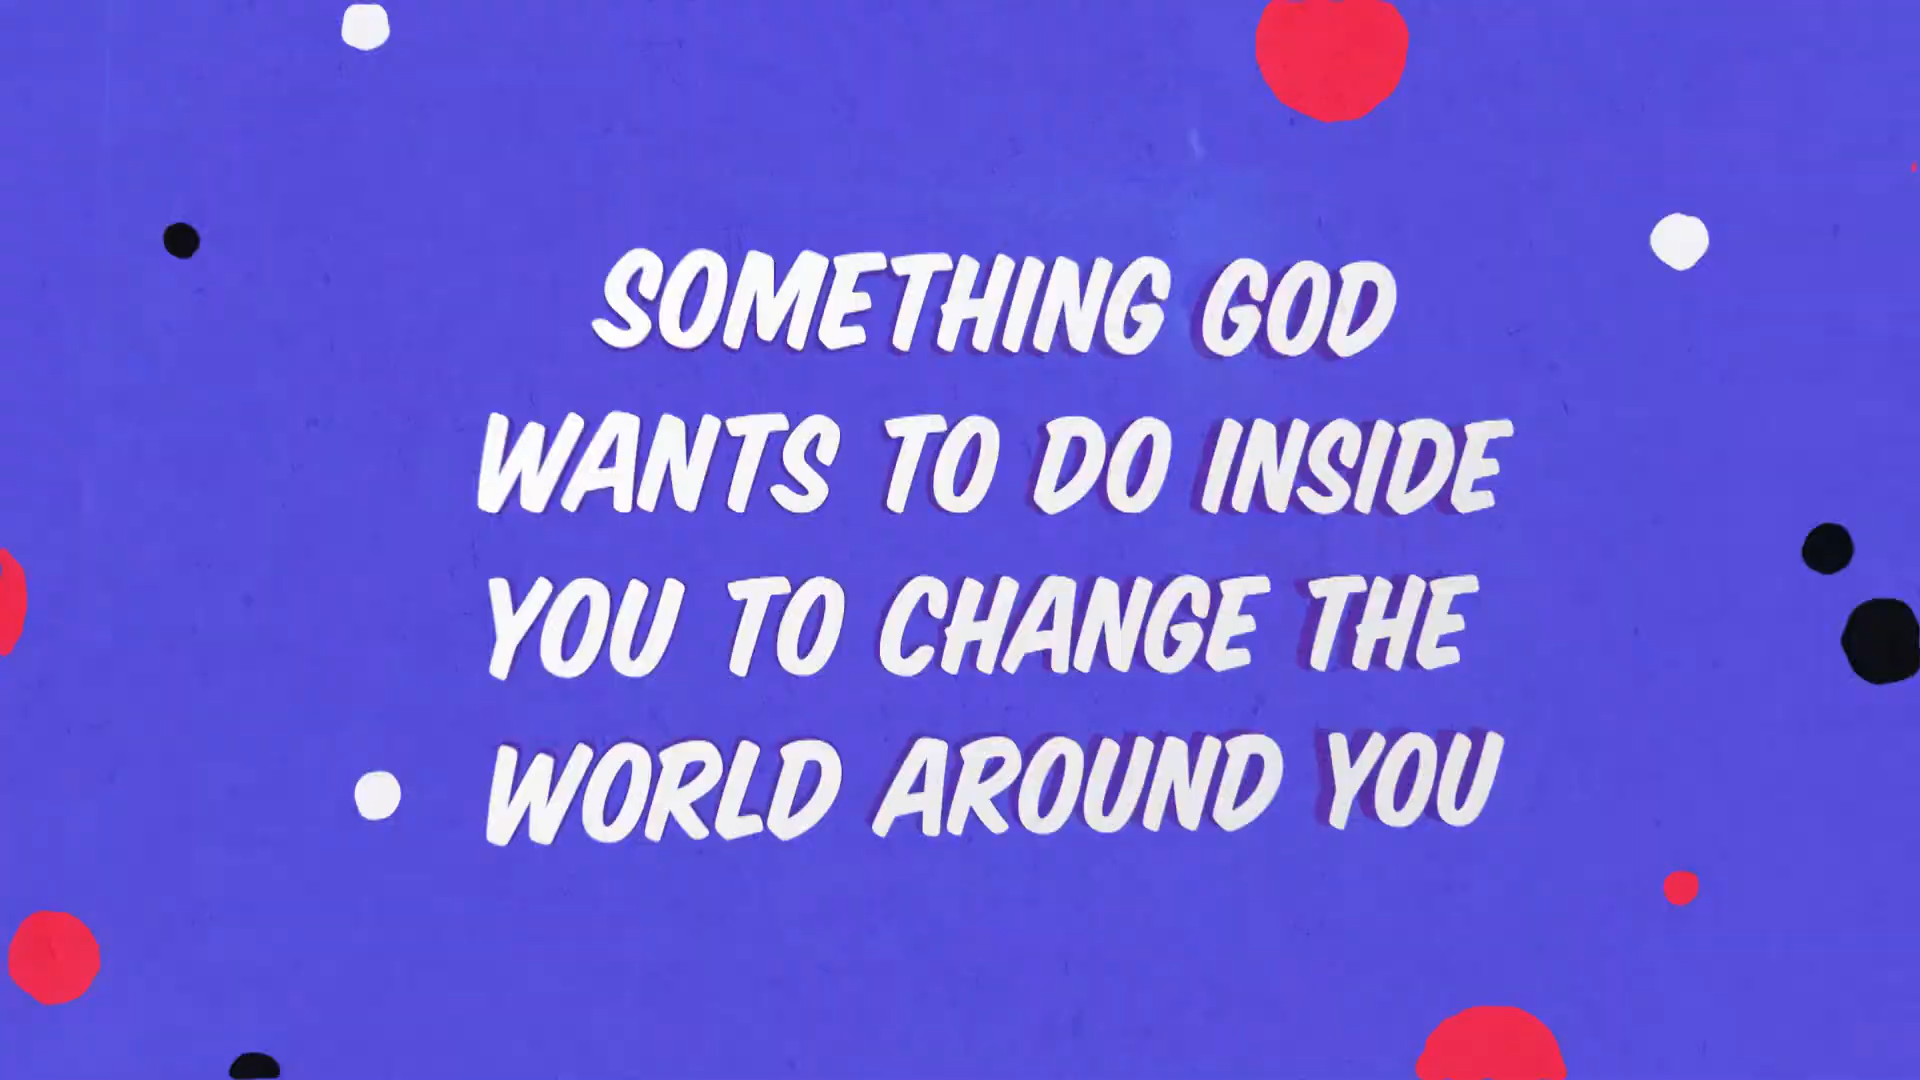 SOMETHING GOD
WANTS TO DO INSIDE
YOU TO CHANGE THE
WORLD AROUND YOU